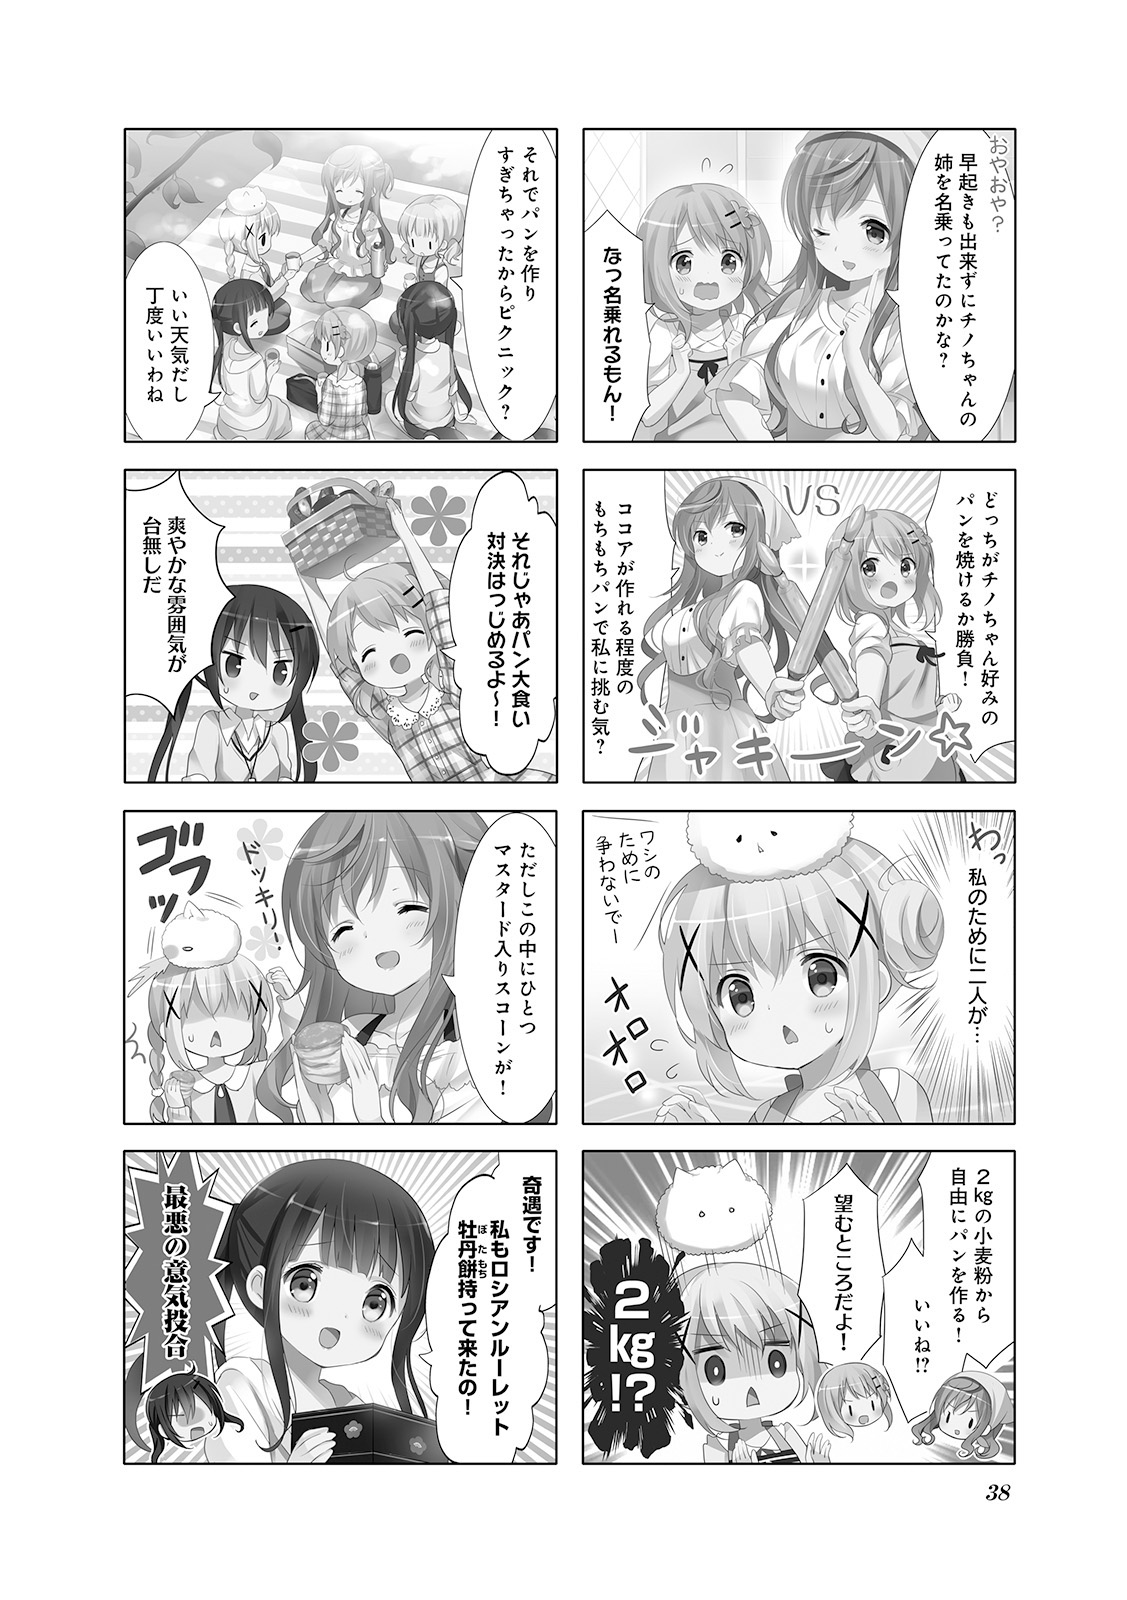 おやおや？
早起きも出来ずにチノちゃんの
姉を名乗ってたのかな？
なっ名乗れるもん！
どっちがチノちゃん好みの
パンを焼けるか勝負！
VS
ココアが作れる程度の
もちもちパンで私に挑む気？
ジャキーン☆
わっ
私のために二人が…
ワシの
ために
争わないでー
オロオロ
2kgの小麦粉から
自由にパンを作る！
いいね!?
望むところだよ！
2kg!?
それでパンを作り
すぎちゃったからピクニック？
いい天気だし
丁度いいわね
それじゃあパン大食い
対決はっじめるよ～！
爽やかな雰囲気が
台無しだ
ただしこの中にひとつ
マスタード入りスコーンが！
ドッキリ！
ゴフッ
奇遇です！
私もロシアンルーレット
牡丹餅持って来たの！
ぼたもち
最悪の意気投合
38